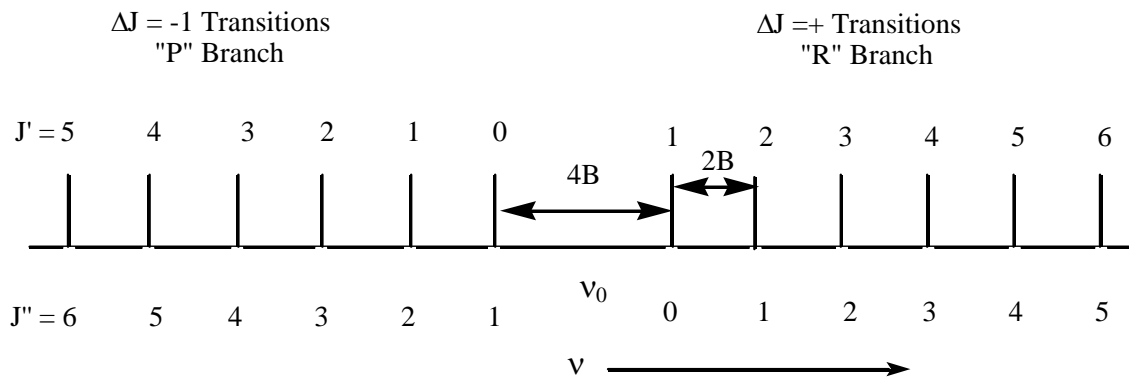 ΔJ = -1 Transitions
"P" Branch
ΔJ =+ Transitions
"R" Branch
J' = 5 4 3 2 1 0 1 2 3 4 5 6
4B
2B
ν0
J" = 6 5 4 3 2 1 0 1 2 3 4 5
ν